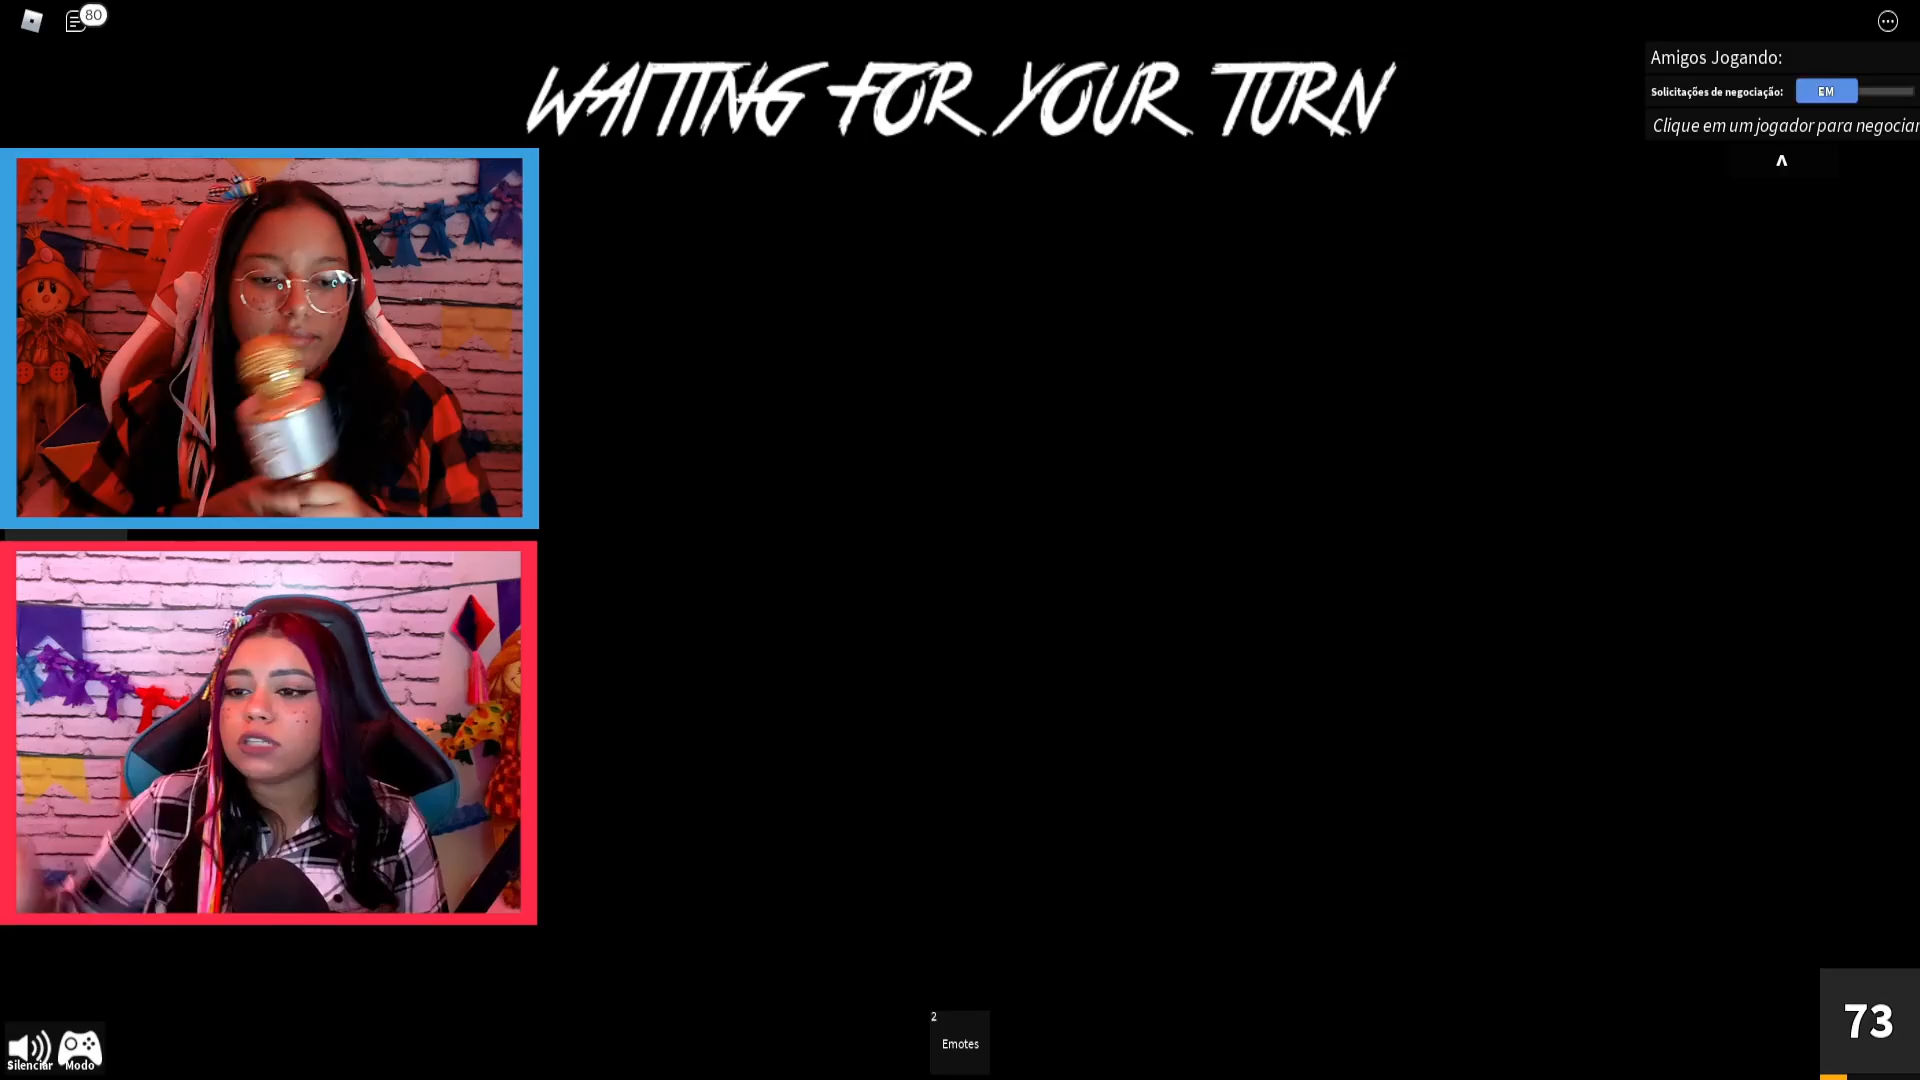 80
WAITING FOR YOUR TURN
Amigos Jogando:
Solicitações de negociação: EM
Clique em um jogador para negociar
^
2
Emotes
Silenciar Modo
73